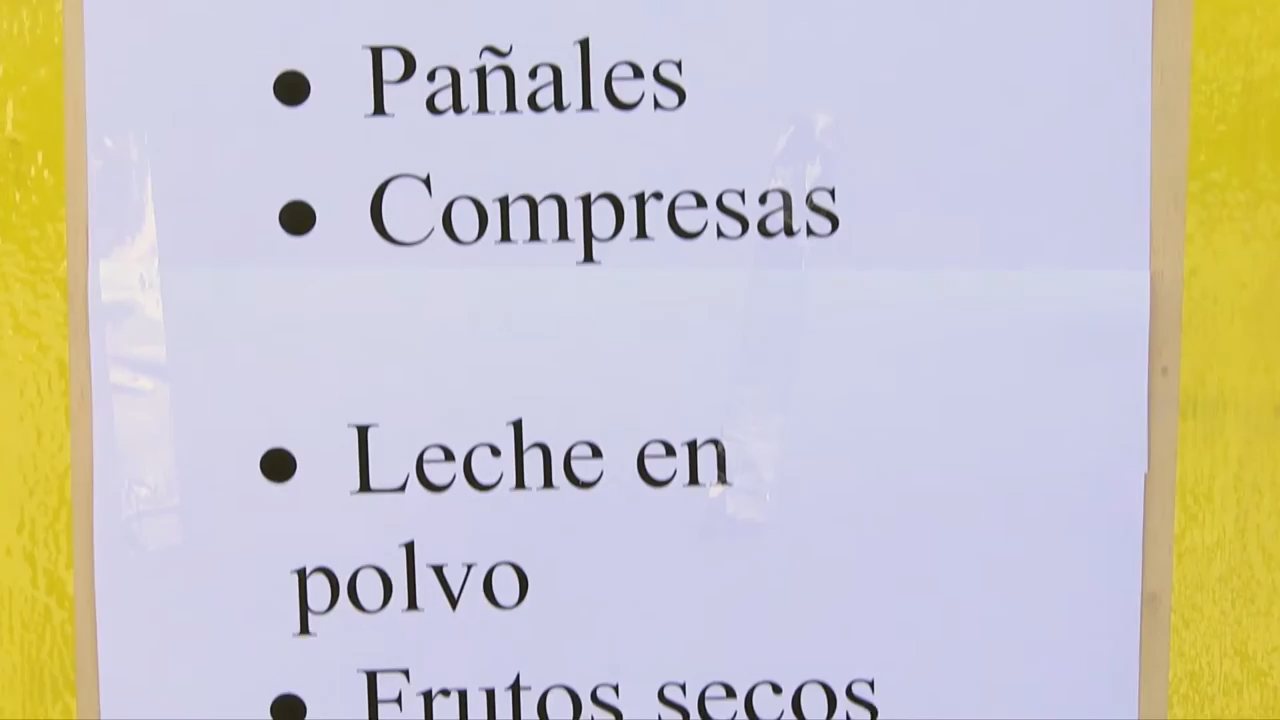 • Pañales
• Compresas
• Leche en
polvo
• Frutos secos